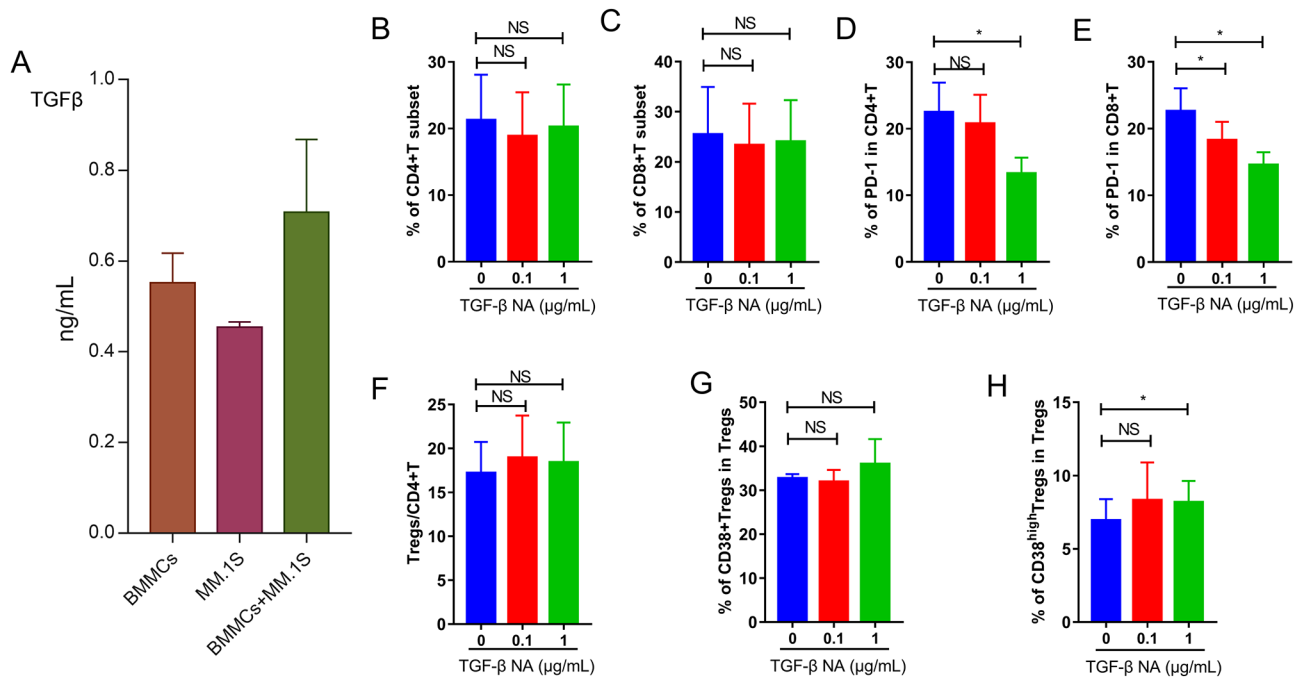 A
TGFβ
1.0
0.8
0.6
0.4
0.2
0.0
ng/mL
BMMCs
MM.1S
BMMCs+MM.1S
B
NS
NS
30
20
10
0
% of CD4+T subset
0 0.1 1
TGF-β NA (µg/mL)
C
NS
NS
40
30
20
10
0
% of CD8+T subset
0 0.1 1
TGF-β NA (µg/mL)
D
*
NS
30
20
10
0
% of PD-1 in CD4+T
0 0.1 1
TGF-β NA (µg/mL)
E
*
*
30
20
10
0
% of PD-1 in CD8+T
0 0.1 1
TGF-β NA (µg/mL)
F
NS
NS
25
20
15
10
5
0
Tregs/CD4+T
0 0.1 1
TGF-β NA (µg/mL)
G
NS
NS
50
40
30
20
10
0
% of CD38+Tregs in Tregs
0 0.1 1
TGF-β NA (µg/mL)
H
*
NS
15
10
5
0
% of CD38highTregs in Tregs
0 0.1 1
TGF-β NA (µg/mL)